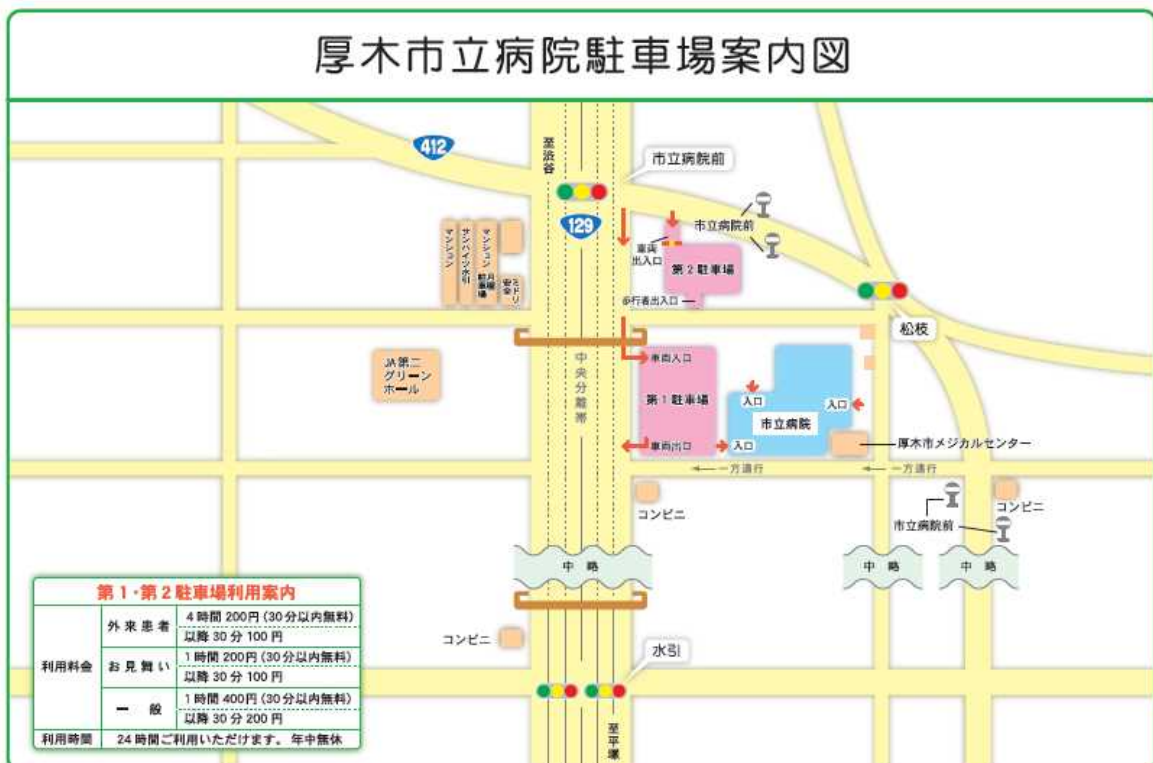 厚木市立病院駐車場案内図
412
至渋谷
市立病院前
129
市立病院前
車両
出入口
第2駐車場
歩行者出入口
マンション
サンハイツ水引
マンション
月極
駐車場
ミドリ
安全
松枝
中央分離帯
JA第二
グリーン
ホール
車両入口
第1駐車場
車両出口
入口
入口
入口
市立病院
厚木市メジカルセンター
←一方通行
←一方通行
コンビニ
コンビニ
市立病院前
中略
中略
中略
コンビニ
水引
至平塚
第1・第2駐車場利用案内
利用料金
外来患者
4時間200円(30分以内無料)
以降30分100円
お見舞い
1時間200円(30分以内無料)
以降30分100円
一般
1時間400円(30分以内無料)
以降30分200円
利用時間
24時間ご利用いただけます。年中無休